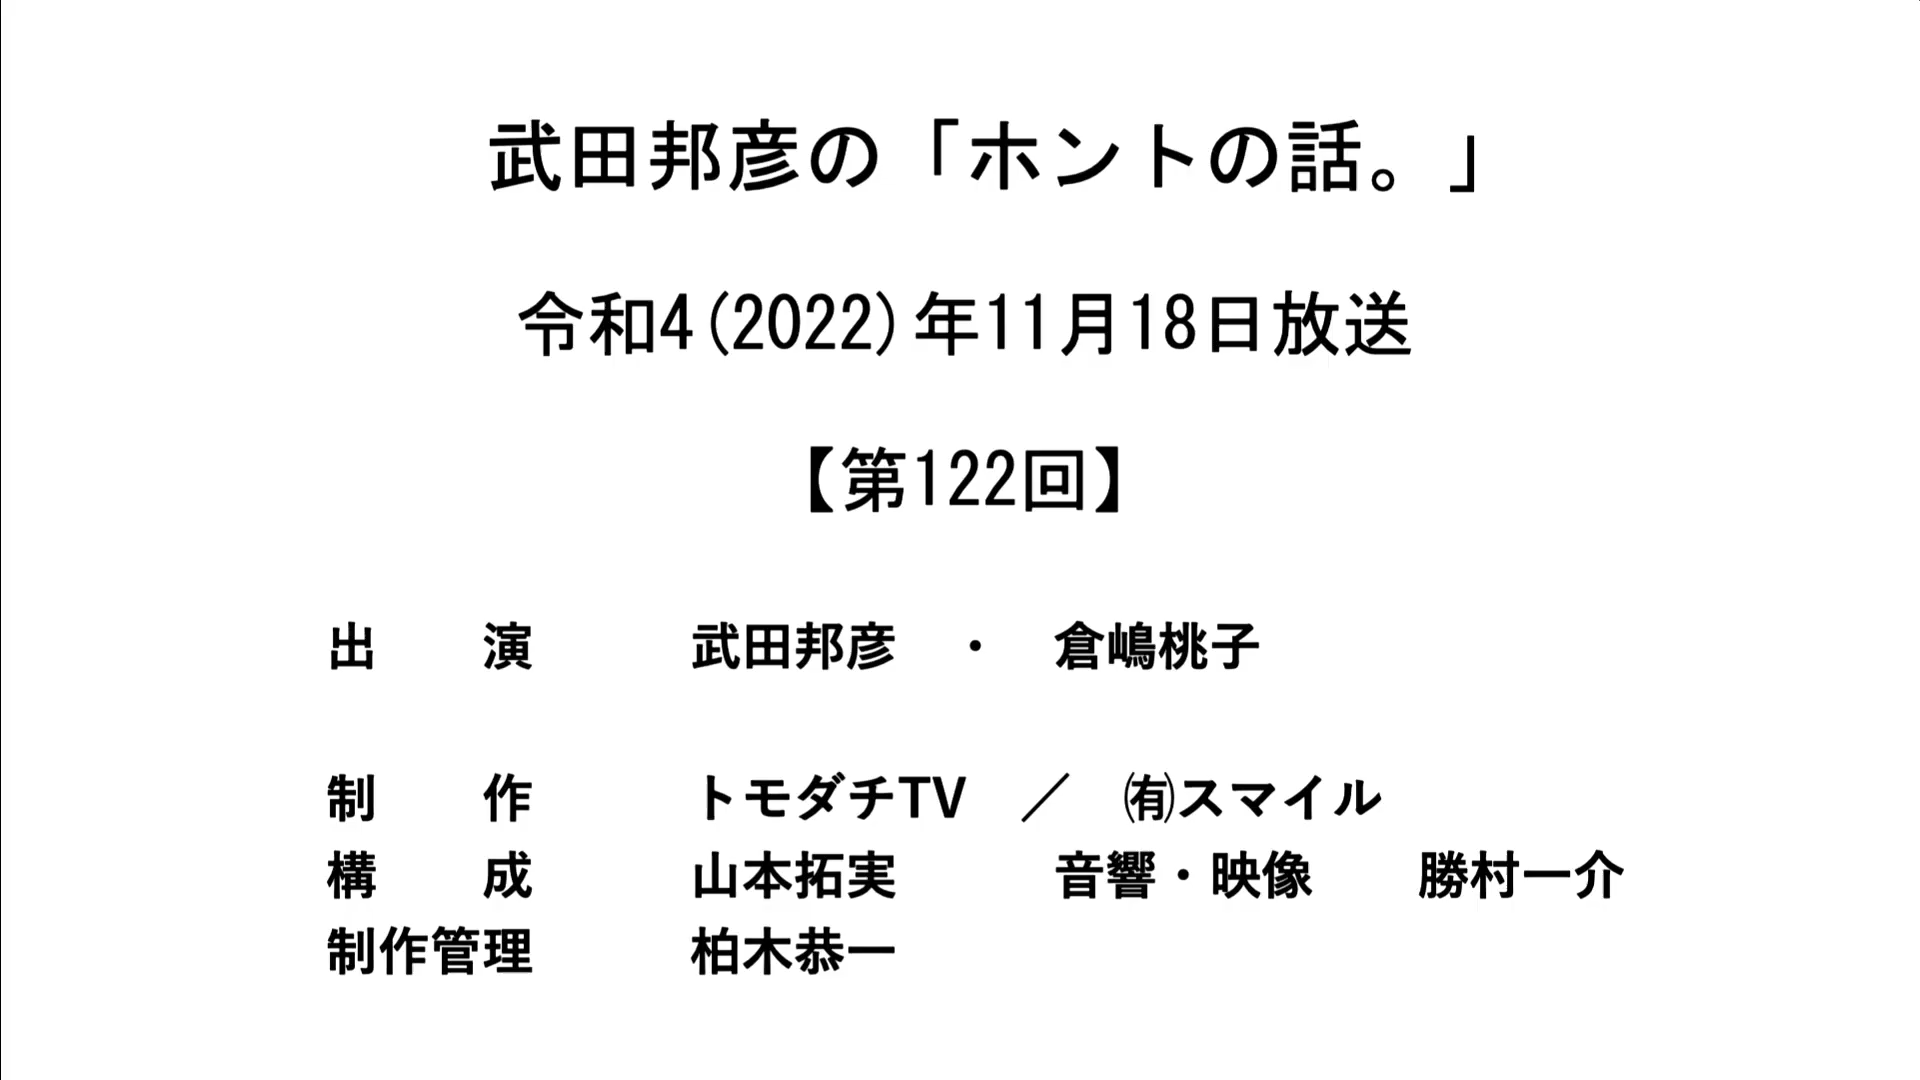 武田邦彦の「ホントの話。」
令和4(2022)年11月18日放送
【第122回】
出　　演　　　武田邦彦　・　倉嶋桃子
制　　作　　　トモダチTV　／　㈲スマイル
構　　成　　　山本拓実　　　音響・映像　　勝村一介
制作管理　　　柏木恭一